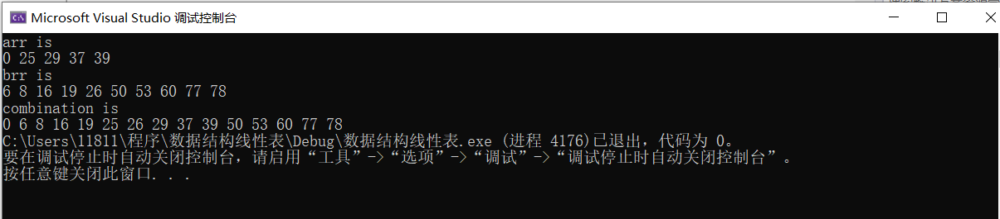 Microsoft Visual Studio 调试控制台
arr is
0 25 29 37 39
brr is
6 8 16 19 26 50 53 60 77 78
combination is
0 6 8 16 19 25 26 29 37 39 50 53 60 77 78
C:\Users\11811\程序\数据结构线性表\Debug\数据结构线性表.exe (进程 4176)已退出，代码为 0。
要在调试停止时自动关闭控制台，请启用“工具”->“选项”->“调试”->“调试停止时自动关闭控制台”。
按任意键关闭此窗口. . .